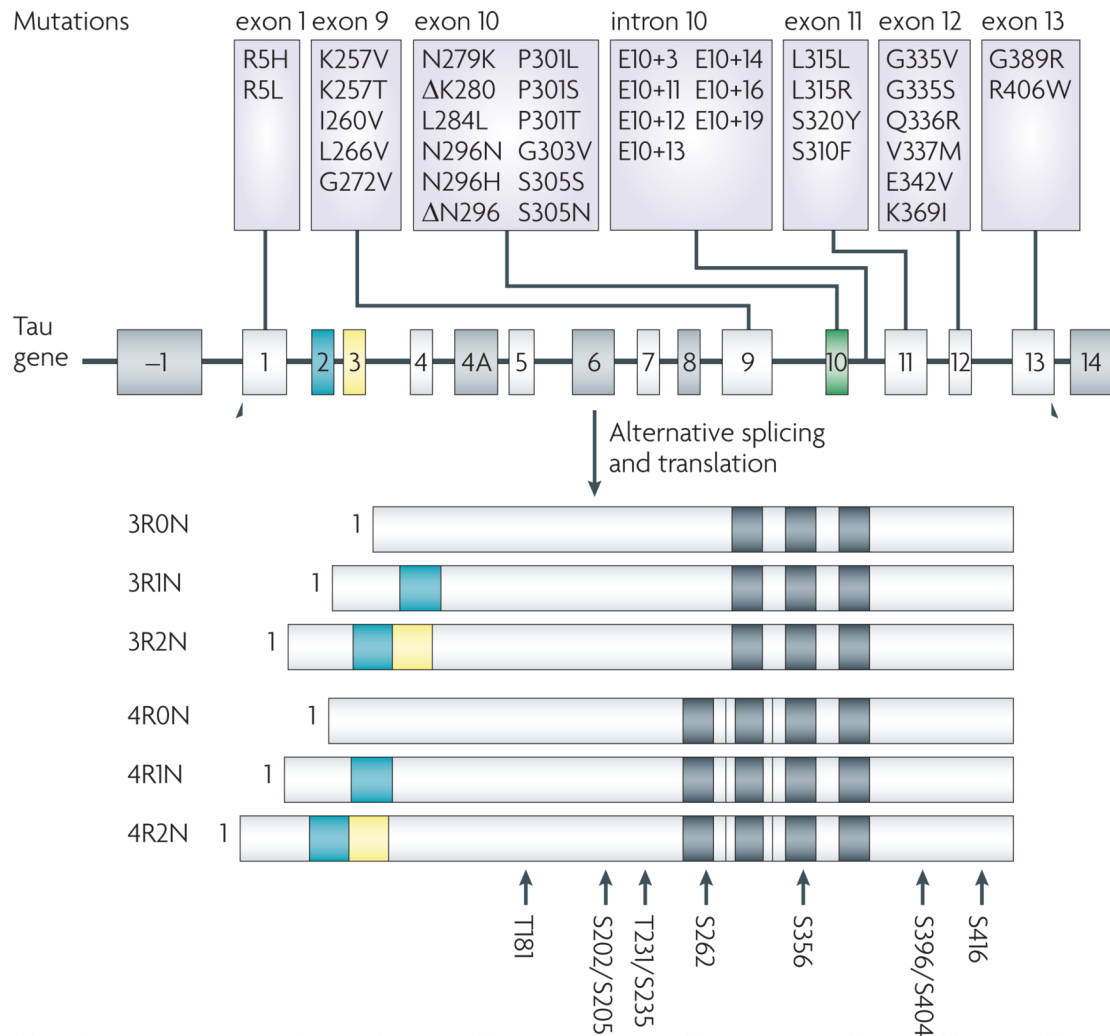 Mutations
exon 1
exon 9
exon 10
intron 10
exon 11
exon 12
exon 13
R5H
R5L
K257V
K257T
I260V
L266V
G272V
N279K P301L
ΔK280 P301S
L284L P301T
N296N G303V
N296H S305S
ΔN296 S305N
E10+3 E10+14
E10+11 E10+16
E10+12 E10+19
E10+13
L315L
L315R
S320Y
S310F
G335V
G335S
Q336R
V337M
E342V
K369I
G389R
R406W
Tau
gene
–1 1 2 3 4 4A 5 6 7 8 9 10 11 12 13 14
Alternative splicing
and translation
3R0N 1
3R1N 1
3R2N 1
4R0N 1
4R1N 1
4R2N 1
T181
S202/S205
T231/S235
S262
S356
S396/S404
S416